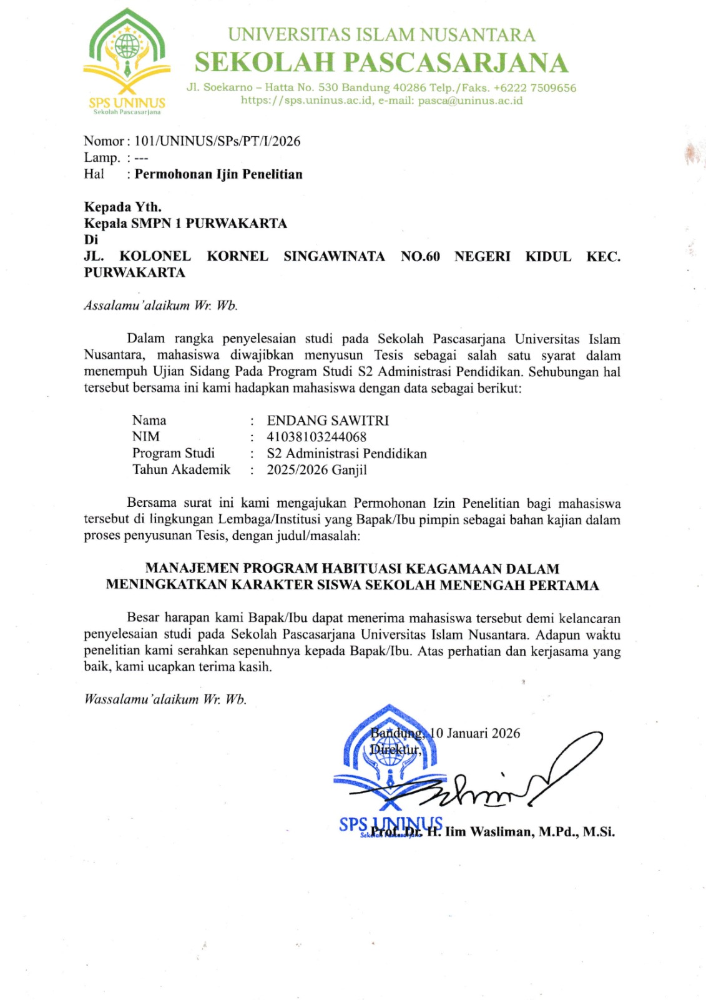 SPS UNINUS
Sekolah Pascasarjana
UNIVERSITAS ISLAM NUSANTARA
SEKOLAH PASCASARJANA
Jl. Soekarno – Hatta No. 530 Bandung 40286 Telp./Faks. +6222 7509656
https://sps.uninus.ac.id, e-mail: pasca@uninus.ac.id
Nomor : 101/UNINUS/SPs/PT/I/2026
Lamp. : ---
Hal : Permohonan Ijin Penelitian
Kepada Yth.
Kepala SMPN 1 PURWAKARTA
Di
JL. KOLONEL KORNEL SINGAWINATA NO.60 NEGERI KIDUL KEC.
PURWAKARTA
Assalamu'alaikum Wr. Wb.
Dalam rangka penyelesaian studi pada Sekolah Pascasarjana Universitas Islam
Nusantara, mahasiswa diwajibkan menyusun Tesis sebagai salah satu syarat dalam
menempuh Ujian Sidang Pada Program Studi S2 Administrasi Pendidikan. Sehubungan hal
tersebut bersama ini kami hadapkan mahasiswa dengan data sebagai berikut:
Nama : ENDANG SAWITRI
NIM : 41038103244068
Program Studi : S2 Administrasi Pendidikan
Tahun Akademik : 2025/2026 Ganjil
Bersama surat ini kami mengajukan Permohonan Izin Penelitian bagi mahasiswa
tersebut di lingkungan Lembaga/Institusi yang Bapak/Ibu pimpin sebagai bahan kajian dalam
proses penyusunan Tesis, dengan judul/masalah:
MANAJEMEN PROGRAM HABITUASI KEAGAMAAN DALAM
MENINGKATKAN KARAKTER SISWA SEKOLAH MENENGAH PERTAMA
Besar harapan kami Bapak/Ibu dapat menerima mahasiswa tersebut demi kelancaran
penyelesaian studi pada Sekolah Pascasarjana Universitas Islam Nusantara. Adapun waktu
penelitian kami serahkan sepenuhnya kepada Bapak/Ibu. Atas perhatian dan kerjasama yang
baik, kami ucapkan terima kasih.
Wassalamu'alaikum Wr. Wb.
Bandung, 10 Januari 2026
Direktur,
SPS UNINUS
Sekolah Pascasarjana
Prof. Dr. H. Iim Wasliman, M.Pd., M.Si.